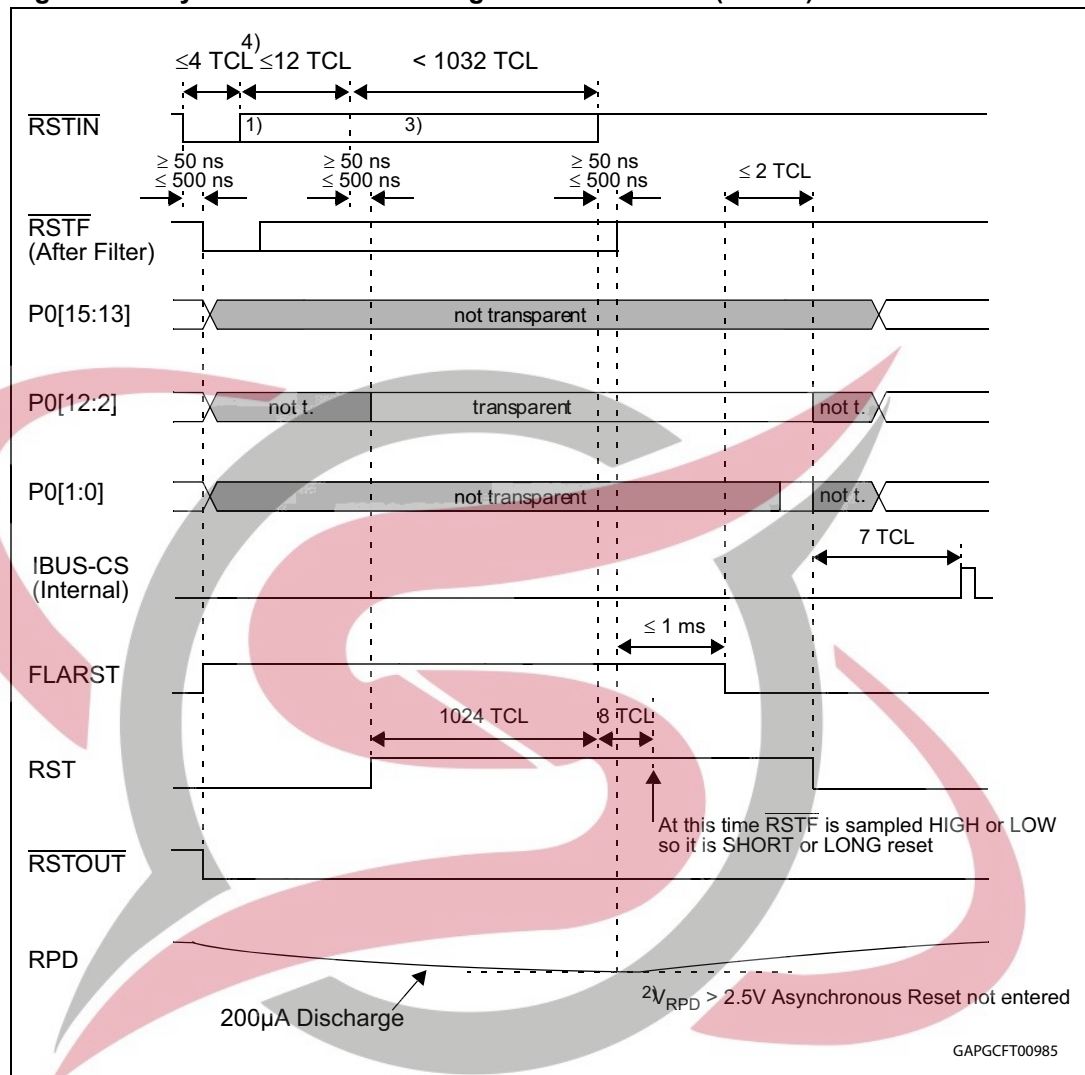 4)
≤4 TCL ≤12 TCL < 1032 TCL
RSTIN
1) 3)
≥ 50 ns ≥ 50 ns ≥ 50 ns
≤ 500 ns ≤ 500 ns ≤ 500 ns
≤ 2 TCL
RSTF
(After Filter)
P0[15:13]
not transparent
P0[12:2]
not t. transparent not t.
P0[1:0]
not transparent not t.
7 TCL
IBUS-CS
(Internal)
≤ 1 ms
FLARST
1024 TCL 8 TCL
RST
At this time RSTF is sampled HIGH or LOW
so it is SHORT or LONG reset
RSTOUT
RPD
2)VRPD > 2.5V Asynchronous Reset not entered
200µA Discharge
GAPGCFT00985